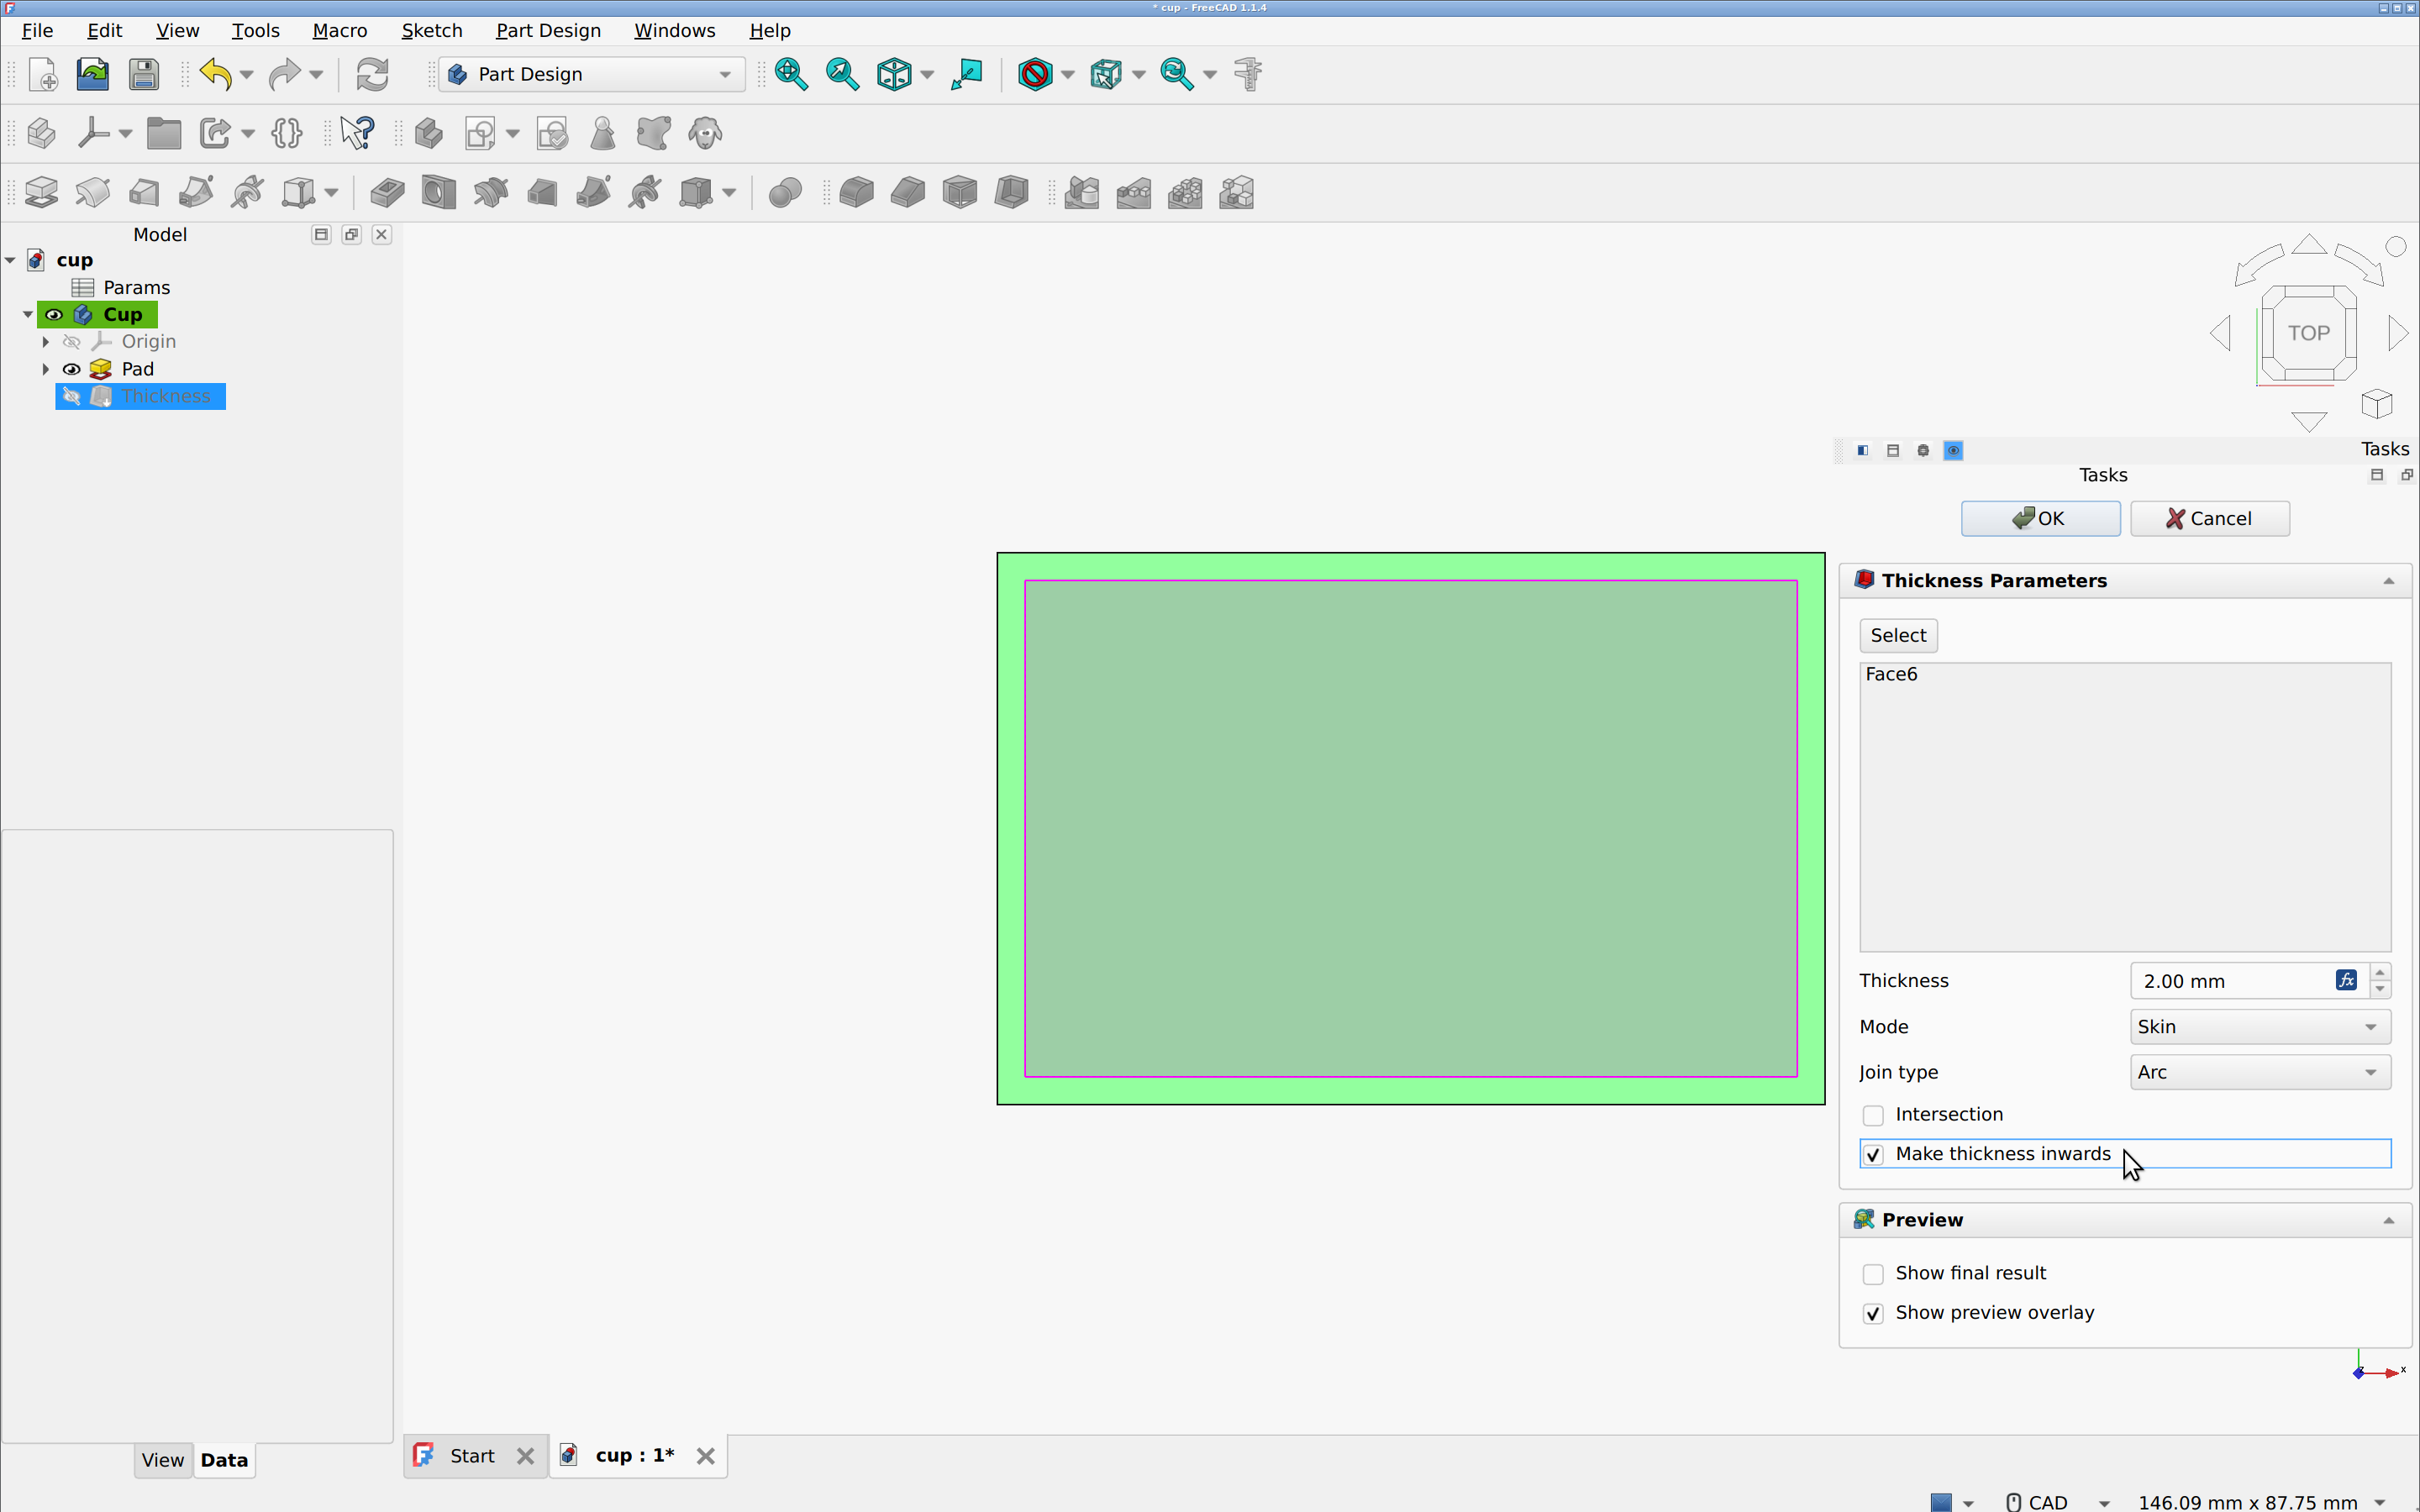 * cup - FreeCAD 1.1.4
File Edit View Tools Macro Sketch Part Design Windows Help
Part Design
Model
cup
Params
Cup
Origin
Pad
Thickness
TOP
Tasks
Tasks
OK Cancel
Thickness Parameters
Select
Face6
Thickness 2.00 mm
Mode Skin
Join type Arc
Intersection
Make thickness inwards
Preview
Show final result
Show preview overlay
x
View Data
Start cup : 1*
CAD 146.09 mm x 87.75 mm